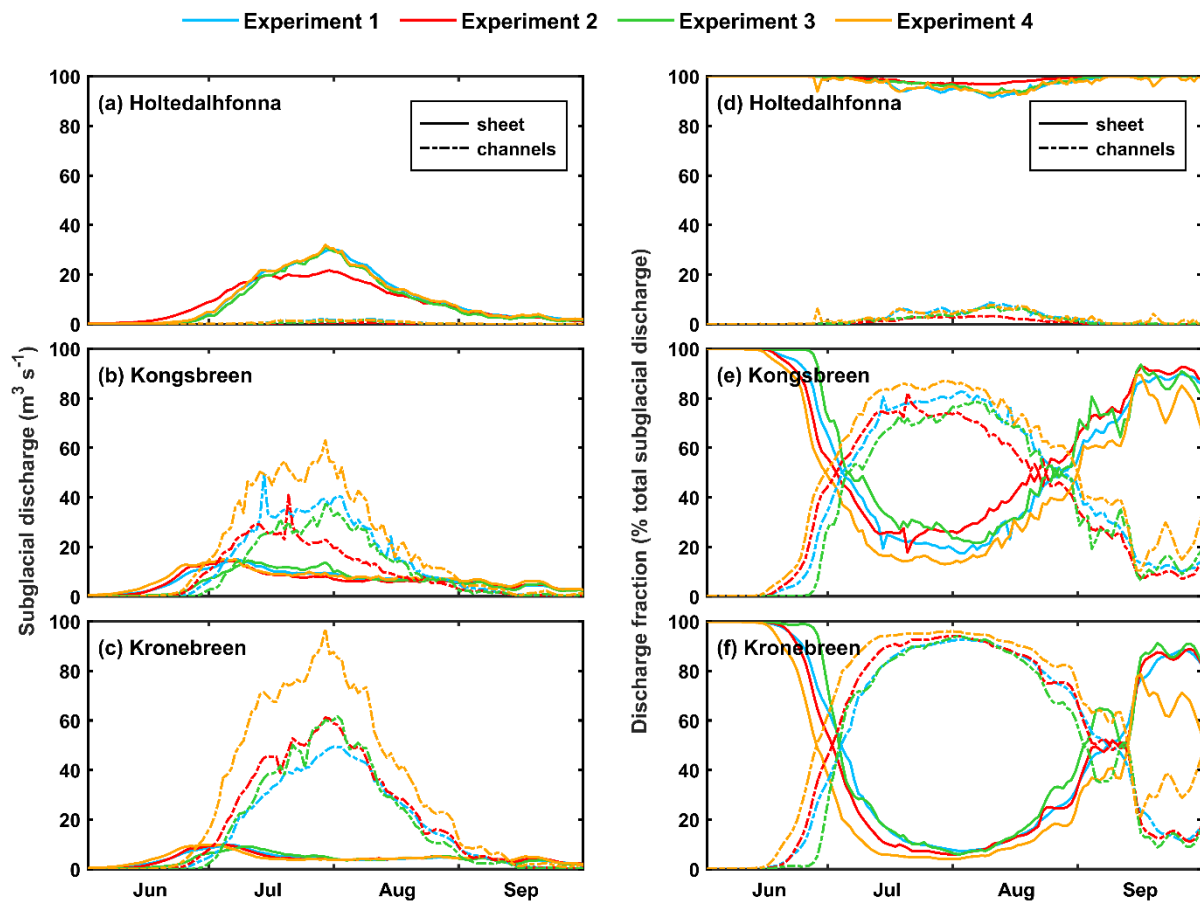 Experiment 1 Experiment 2 Experiment 3 Experiment 4
Subglacial discharge (m³ s⁻¹)
100
80
60
40
20
0
(a) Holtedalhfonna
sheet
channels
100
80
60
40
20
0
(b) Kongsbreen
100
80
60
40
20
0
(c) Kronebreen
Jun Jul Aug Sep
Discharge fraction (% total subglacial discharge)
100
80
60
40
20
0
(d) Holtedalhfonna
sheet
channels
100
80
60
40
20
0
(e) Kongsbreen
100
80
60
40
20
0
(f) Kronebreen
Jun Jul Aug Sep